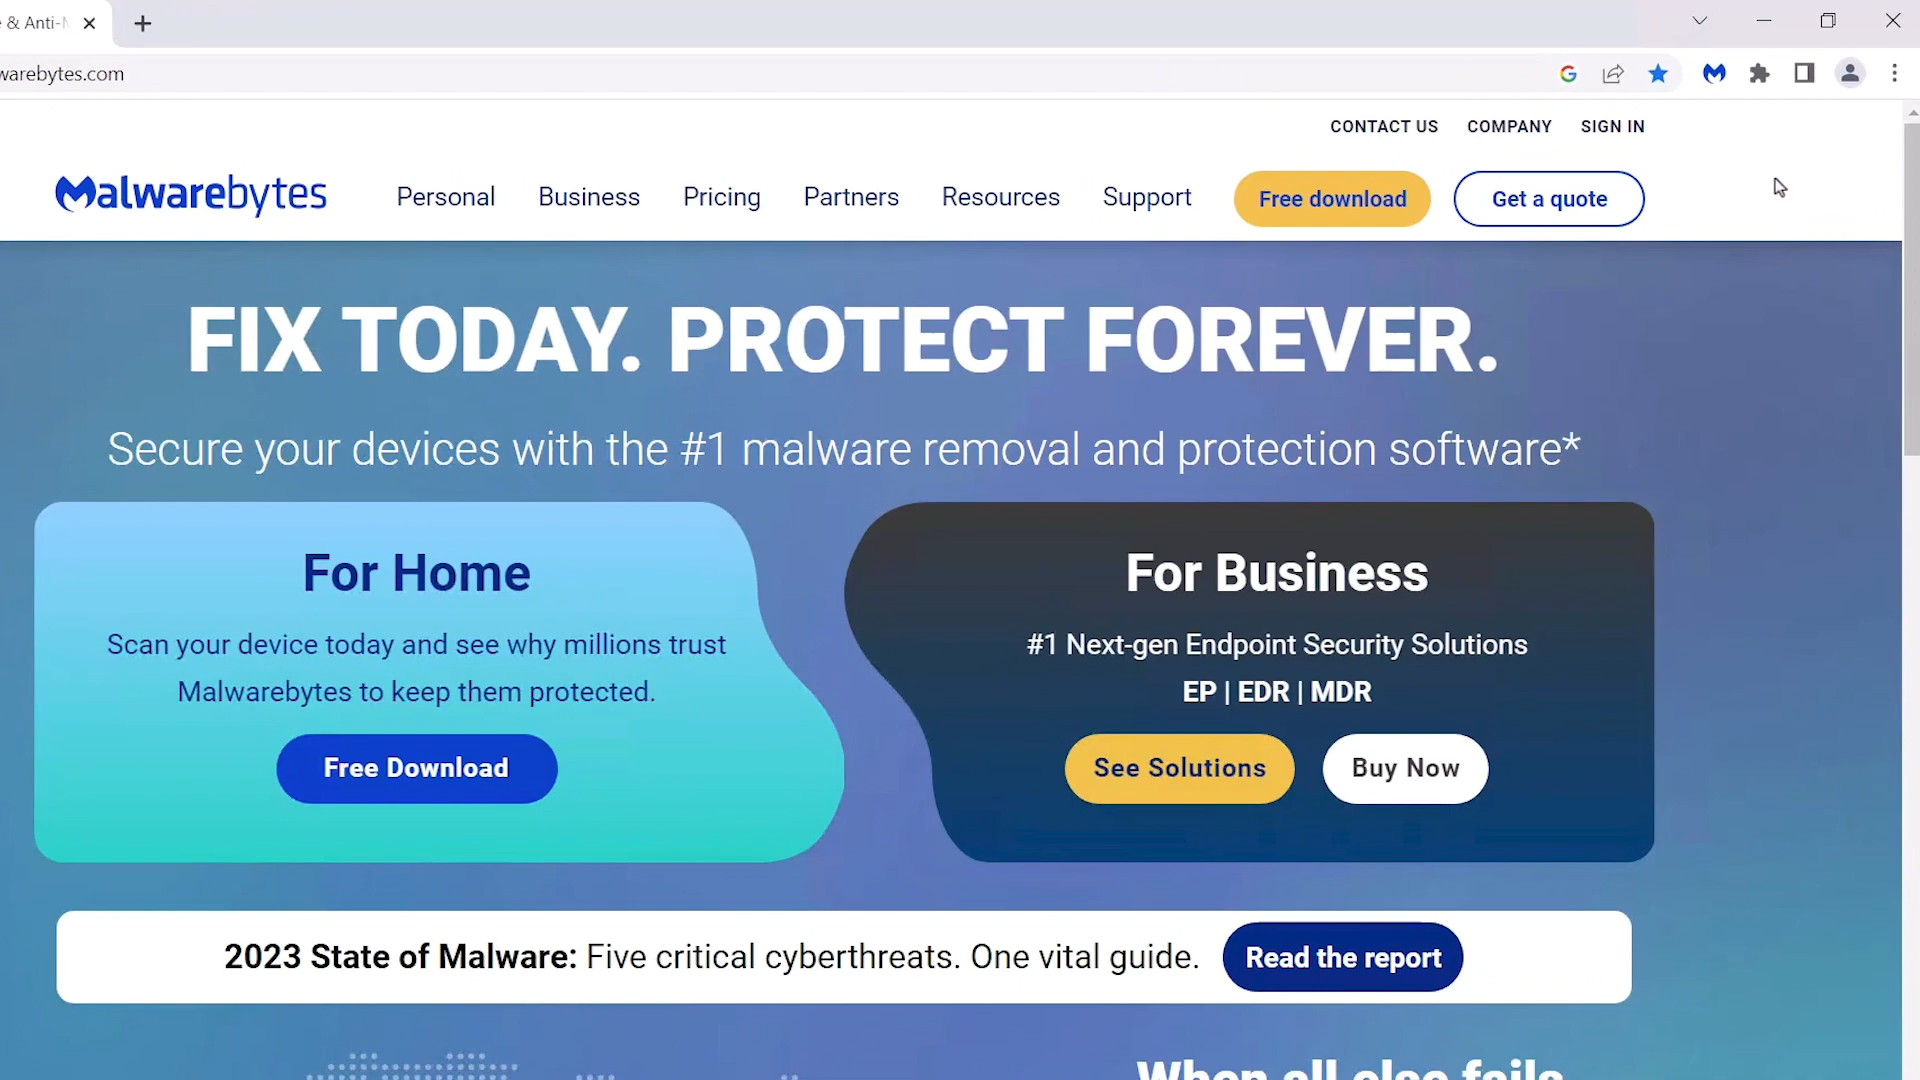 & Anti-
warebytes.com
CONTACT US COMPANY SIGN IN
Malwarebytes Personal Business Pricing Partners Resources Support Free download Get a quote
FIX TODAY. PROTECT FOREVER.
Secure your devices with the #1 malware removal and protection software*
For Home
Scan your device today and see why millions trust
Malwarebytes to keep them protected.
Free Download
For Business
#1 Next-gen Endpoint Security Solutions
EP | EDR | MDR
See Solutions Buy Now
2023 State of Malware: Five critical cyberthreats. One vital guide. Read the report
When all else fails